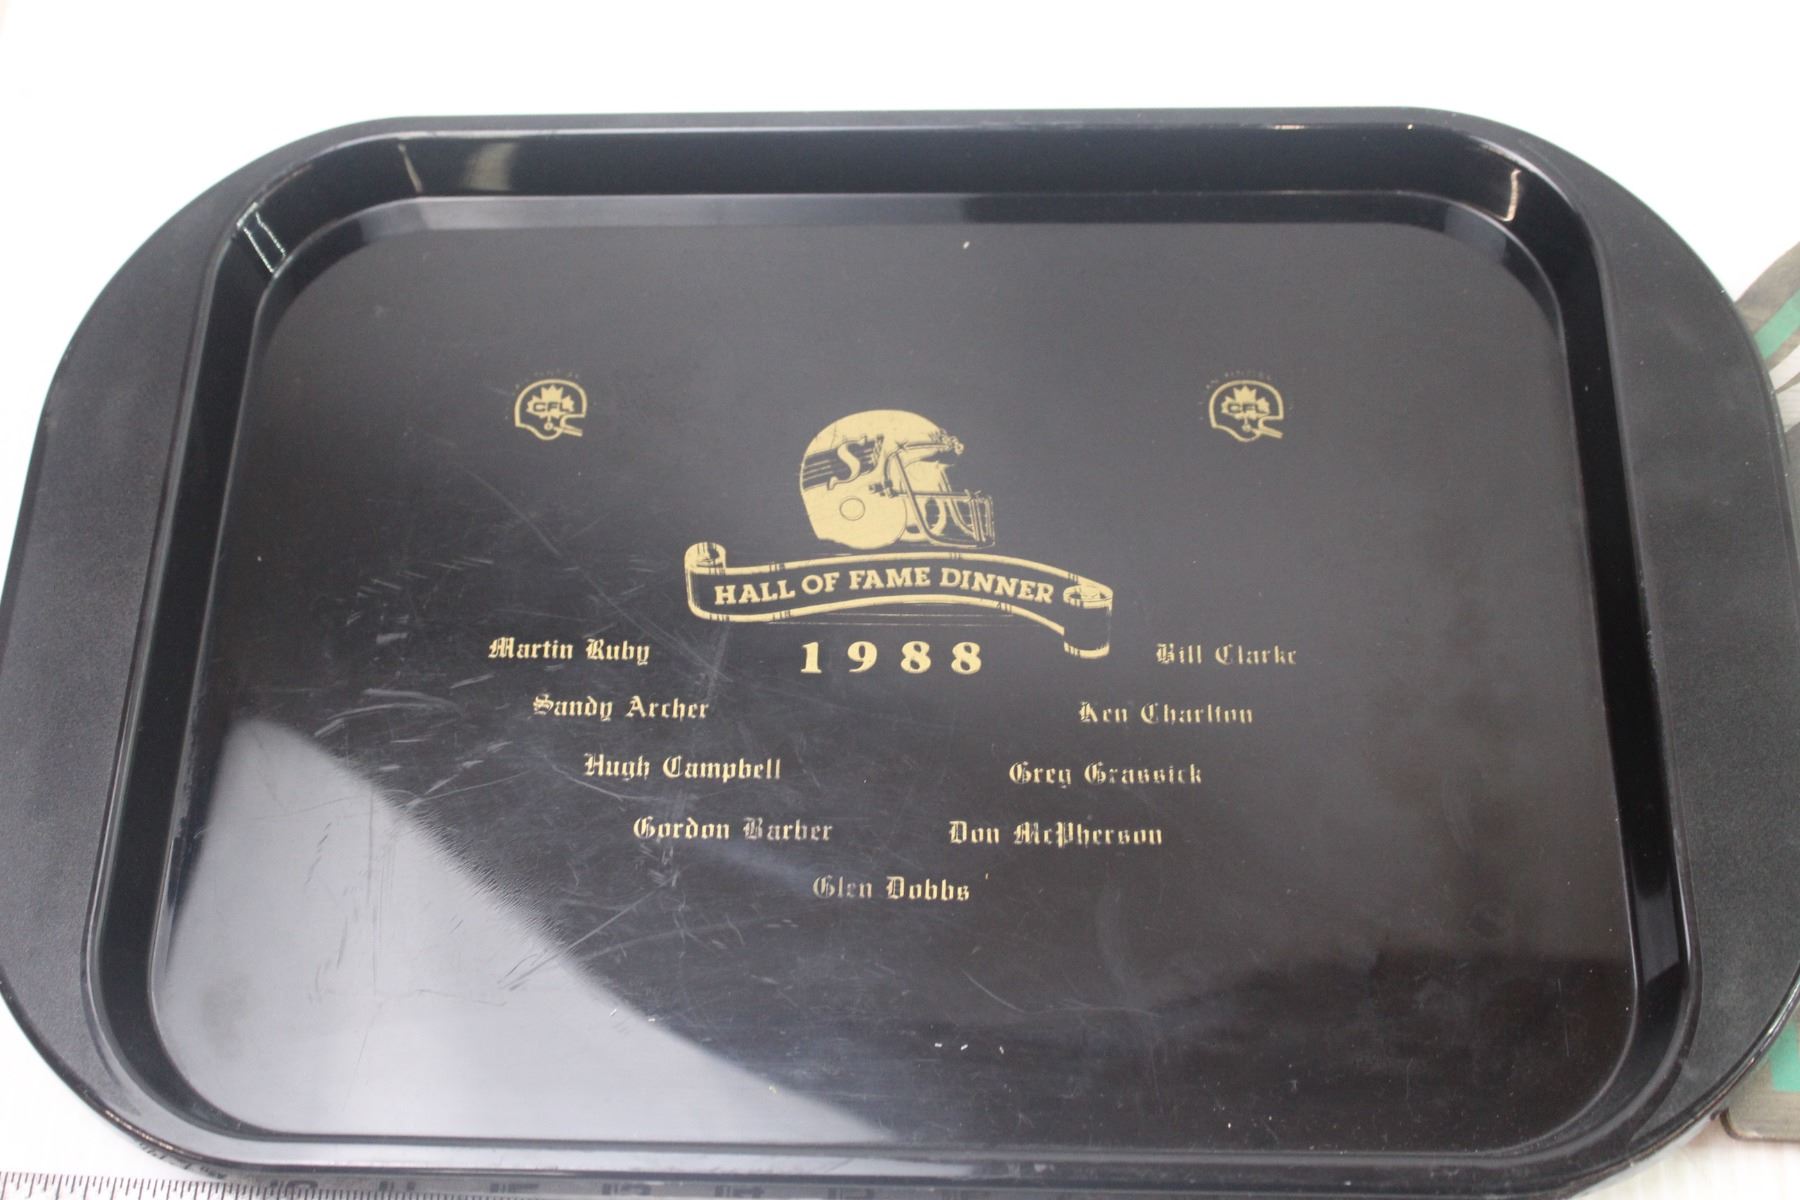 CFL
CFL
S
HALL OF FAME DINNER
1988
Martin Ruby
Bill Clarke
Sandy Archer
Ken Charlton
Hugh Campbell
Greg Grassick
Gordon Barber
Don McPherson
Glen Dobbs